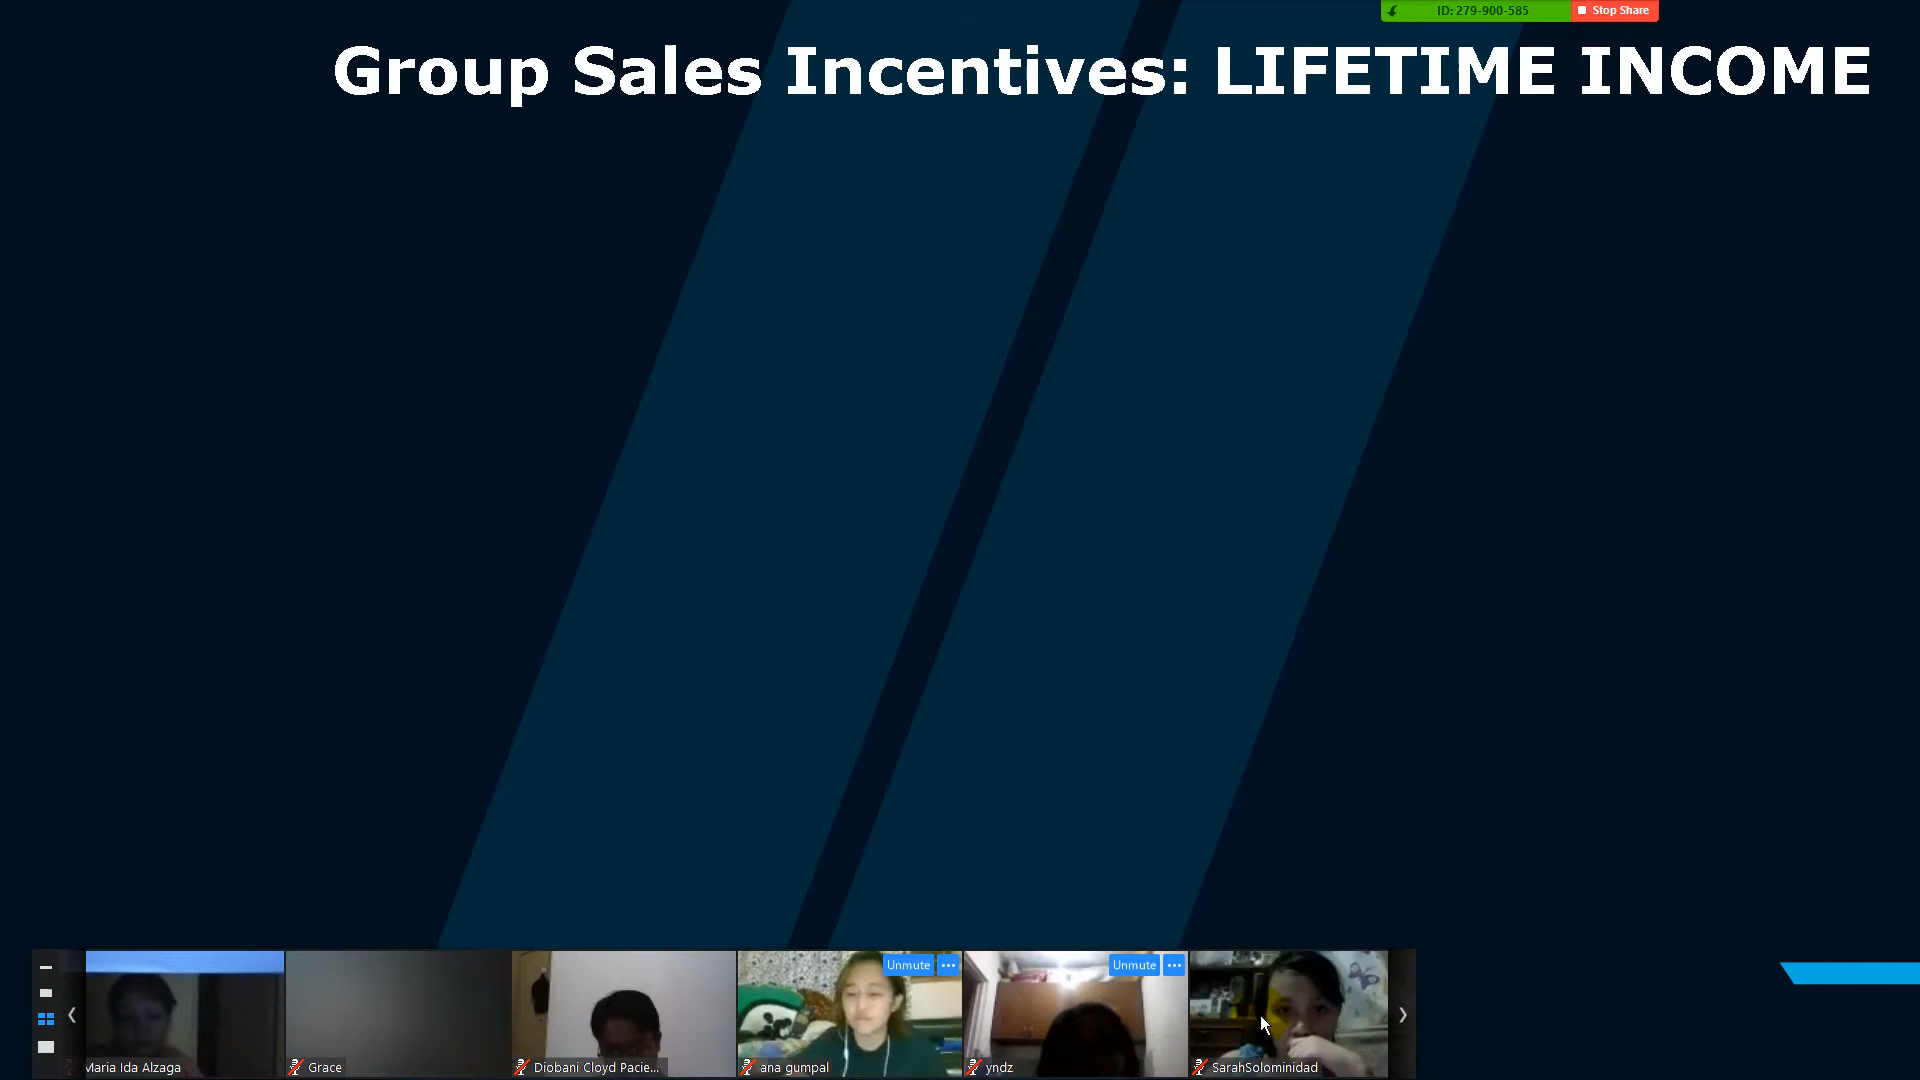 ID: 279-900-585 Stop Share
Group Sales Incentives: LIFETIME INCOME
Unmute ...
Unmute ...
Maria Ida Alzaga
Grace
Diobani Cloyd Pacie...
ana gumpal
yndz
SarahSolominidad